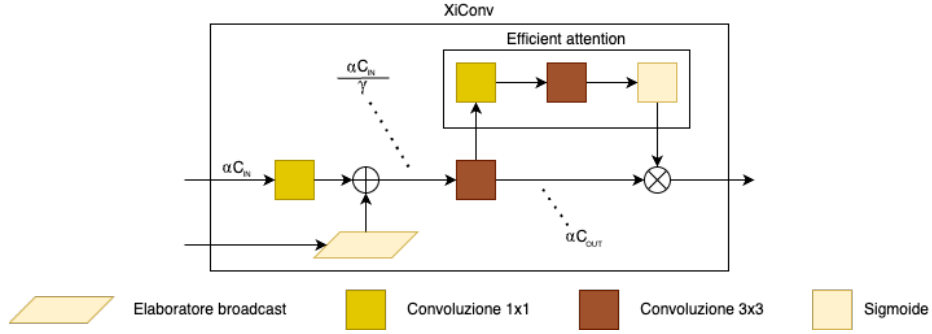 XiConv
Efficient attention
αC_IN
γ
αC_IN
αC_OUT
Elaboratore broadcast
Convoluzione 1x1
Convoluzione 3x3
Sigmoide